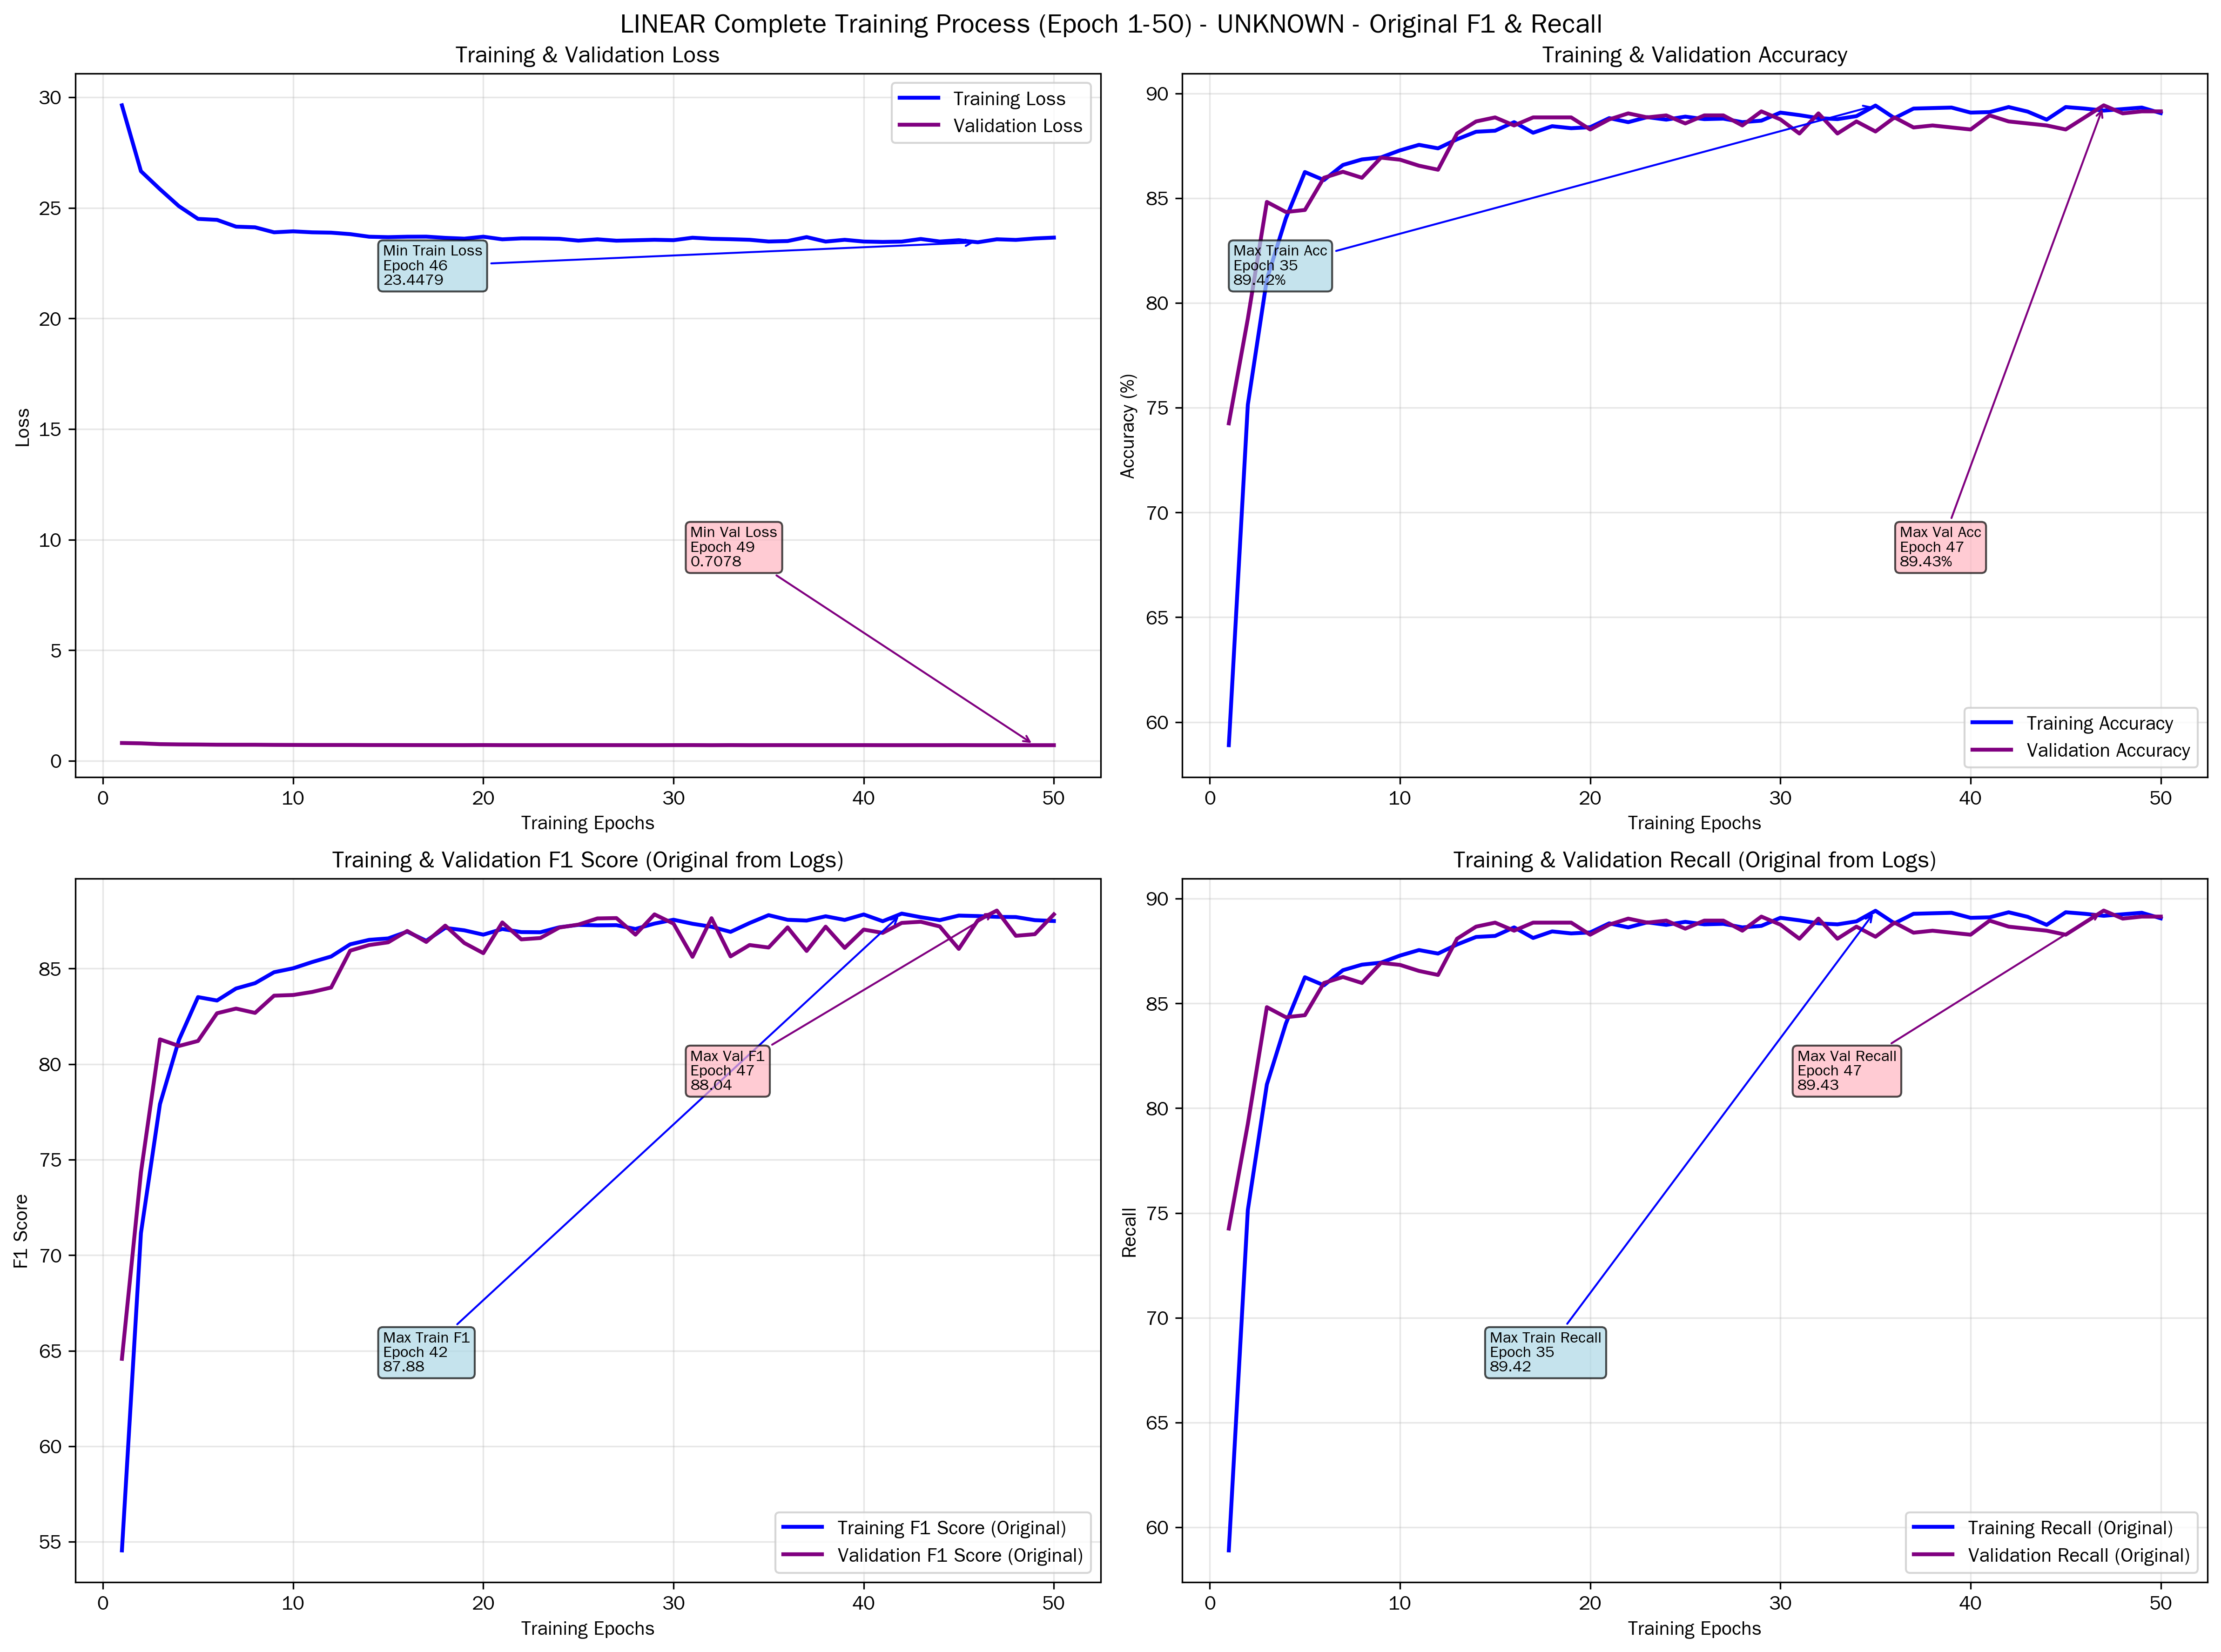 LINEAR Complete Training Process (Epoch 1-50) - UNKNOWN - Original F1 & Recall
Training & Validation Loss
30
25
20
15
10
5
0
Loss
Training Loss
Validation Loss
Min Train Loss
Epoch 46
23.4479
Min Val Loss
Epoch 49
0.7078
0
10
20
30
40
50
Training Epochs
Training & Validation Accuracy
90
85
80
75
70
65
60
Accuracy (%)
Max Train Acc
Epoch 35
89.42%
Max Val Acc
Epoch 47
89.43%
Training Accuracy
Validation Accuracy
0
10
20
30
40
50
Training Epochs
Training & Validation F1 Score (Original from Logs)
85
80
75
70
65
60
55
F1 Score
Max Val F1
Epoch 47
88.04
Max Train F1
Epoch 42
87.88
Training F1 Score (Original)
Validation F1 Score (Original)
0
10
20
30
40
50
Training Epochs
Training & Validation Recall (Original from Logs)
90
85
80
75
70
65
60
Recall
Max Val Recall
Epoch 47
89.43
Max Train Recall
Epoch 35
89.42
Training Recall (Original)
Validation Recall (Original)
0
10
20
30
40
50
Training Epochs